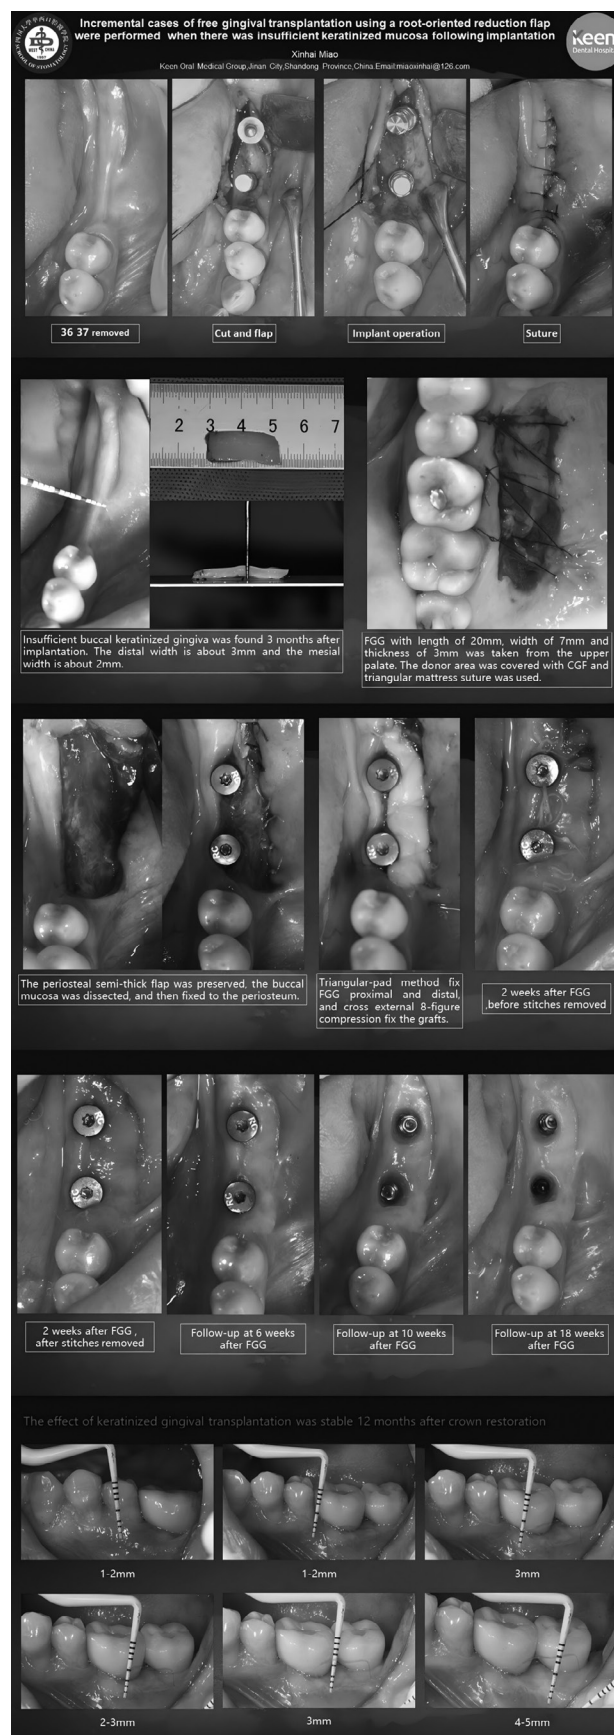 Incremental cases of free gingival transplantation using a root-oriented reduction flap
were performed when there was insufficient keratinized mucosa following implantation
Xinhai Miao
Keen Oral Medical Group,Jinan City,Shandong Province,China.Email:miaoxinhai@126.com
Keen
Dental Hospit
36 37 removed
Cut and flap
Implant operation
Suture
2 3 4 5 6 7
Insufficient buccal keratinized gingiva was found 3 months after
implantation. The distal width is about 3mm and the mesial
width is about 2mm.
FGG with length of 20mm, width of 7mm and
thickness of 3mm was taken from the upper
palate. The donor area was covered with CGF and
triangular mattress suture was used.
The periosteal semi-thick flap was preserved, the buccal
mucosa was dissected, and then fixed to the periosteum.
Triangular-pad method fix
FGG proximal and distal,
and cross external 8-figure
compression fix the grafts.
2 weeks after FGG
,before stitches removed
2 weeks after FGG ,
after stitches removed
Follow-up at 6 weeks
after FGG
Follow-up at 10 weeks
after FGG
Follow-up at 18 weeks
after FGG
The effect of keratinized gingival transplantation was stable 12 months after crown restoration
1-2mm
1-2mm
3mm
2-3mm
3mm
4-5mm